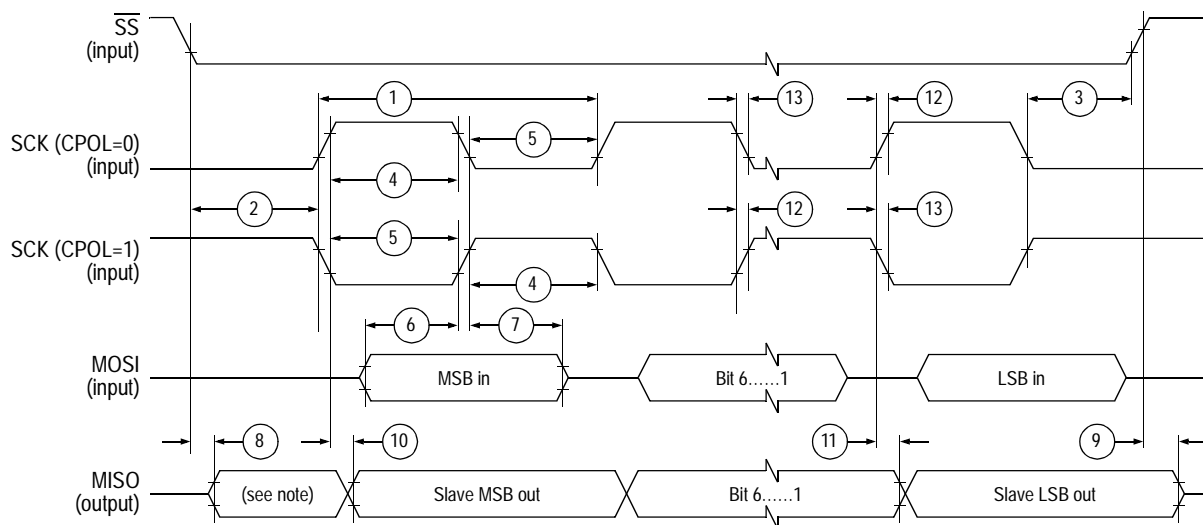 SS
(input)
1
13
12
3
SCK (CPOL=0)
(input)
5
4
2
12
13
SCK (CPOL=1)
(input)
5
4
6
7
MOSI
(input)
MSB in
Bit 6......1
LSB in
8
10
11
9
MISO
(output)
(see note)
Slave MSB out
Bit 6......1
Slave LSB out